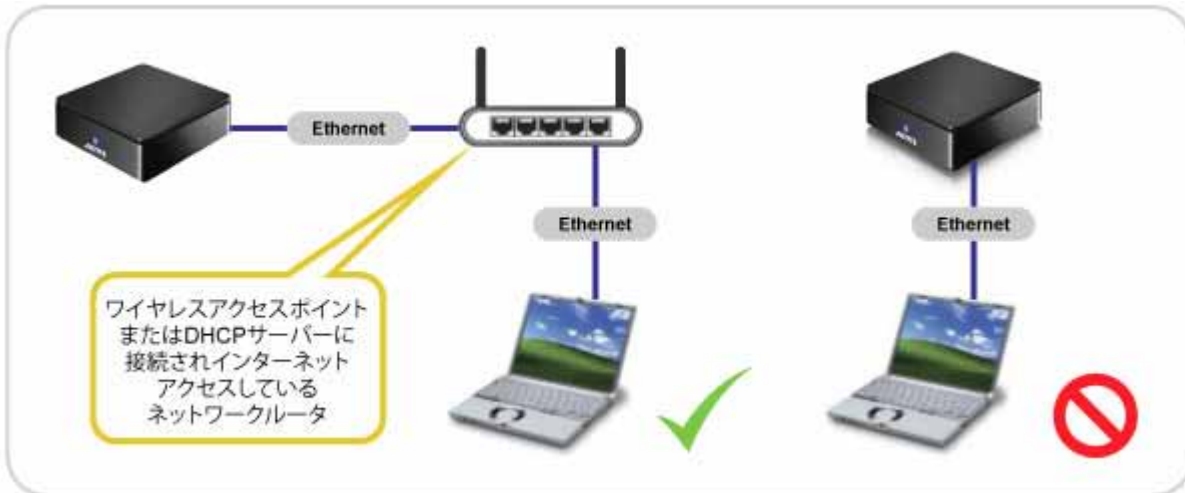 Ethernet
Ethernet
Ethernet
ワイヤレスアクセスポイント
またはDHCPサーバーに
接続されインターネット
アクセスしている
ネットワークルータ